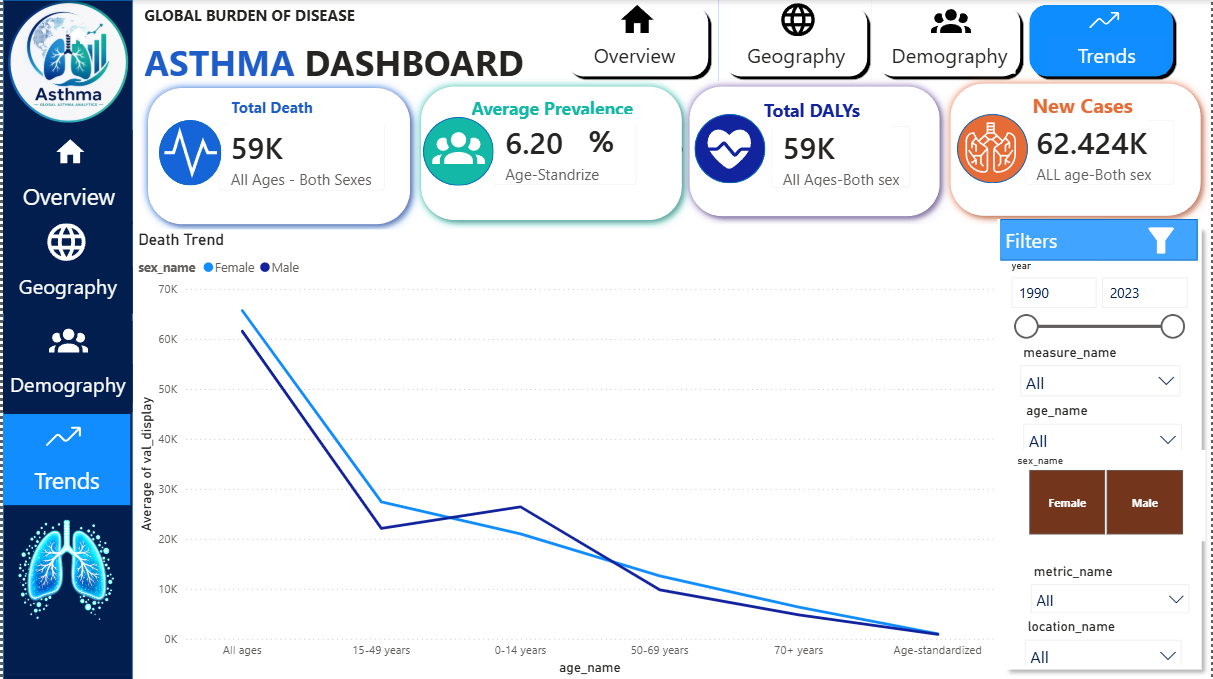 GLOBAL BURDEN OF DISEASE
ASTHMA DASHBOARD
Overview
Geography
Demography
Trends
Asthma
GLOBAL ASTHMA ANALYTICS
Overview
Geography
Demography
Trends
Total Death
59K
All Ages - Both Sexes
Average Prevalence
6.20 %
Age-Standrize
Total DALYs
59K
All Ages-Both sex
New Cases
62.424K
ALL age-Both sex
Death Trend
sex_name Female Male
70K
60K
50K
40K
30K
20K
10K
0K
Average of val_display
All ages 15-49 years 0-14 years 50-69 years 70+ years Age-standardized
age_name
Filters
year
1990 2023
measure_name
All
age_name
All
sex_name
Female Male
metric_name
All
location_name
All